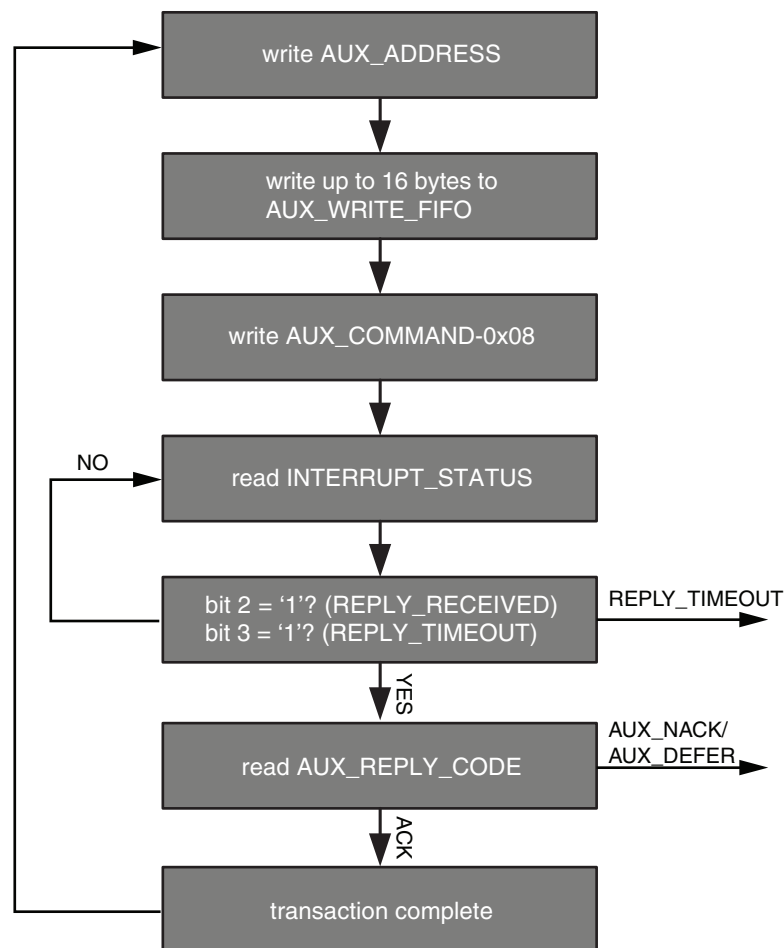 write AUX_ADDRESS
write up to 16 bytes to
AUX_WRITE_FIFO
write AUX_COMMAND-0x08
NO
read INTERRUPT_STATUS
bit 2 = ‘1’? (REPLY_RECEIVED)
bit 3 = ‘1’? (REPLY_TIMEOUT)
REPLY_TIMEOUT
YES
read AUX_REPLY_CODE
AUX_NACK/
AUX_DEFER
ACK
transaction complete